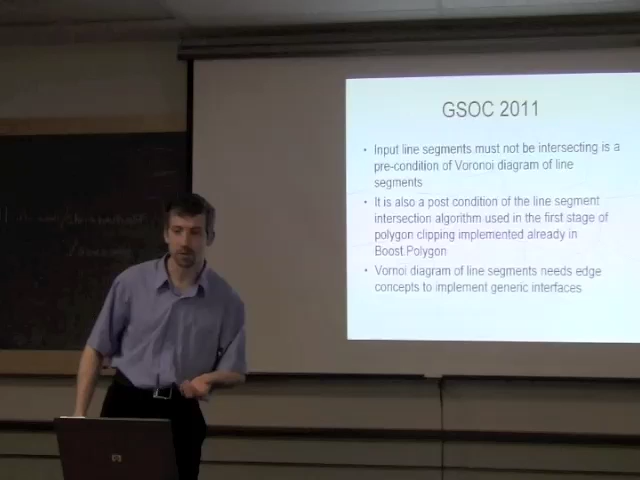 GSOC 2011
• Input line segments must not be intersecting is a
pre-condition of Voronoi diagram of line
segments
• It is also a post condition of the line segment
intersection algorithm used in the first stage of
polygon clipping implemented already in
Boost.Polygon
• Vornoi diagram of line segments needs edge
concepts to implement generic interfaces
hp